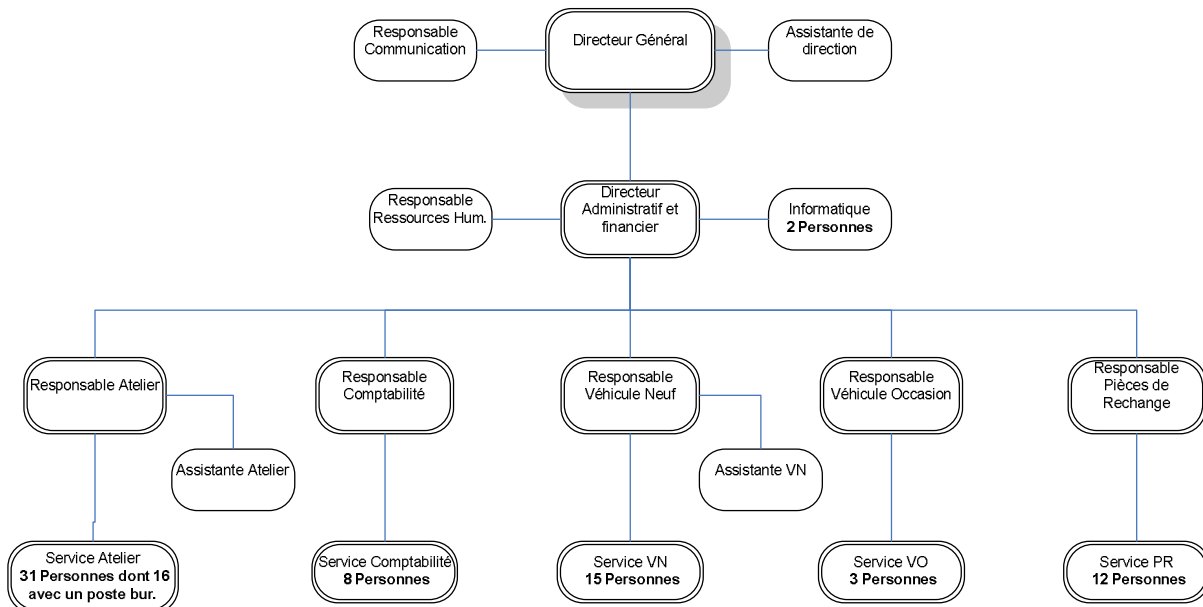 Responsable
Communication
Directeur Général
Assistante de
direction
Responsable
Ressources Hum.
Directeur
Administratif et
financier
Informatique
2 Personnes
Responsable Atelier
Responsable
Comptabilité
Responsable
Véhicule Neuf
Responsable
Véhicule Occasion
Responsable
Pièces de
Rechange
Assistante Atelier
Assistante VN
Service Atelier
31 Personnes dont 16
avec un poste bur.
Service Comptabilité
8 Personnes
Service VN
15 Personnes
Service VO
3 Personnes
Service PR
12 Personnes